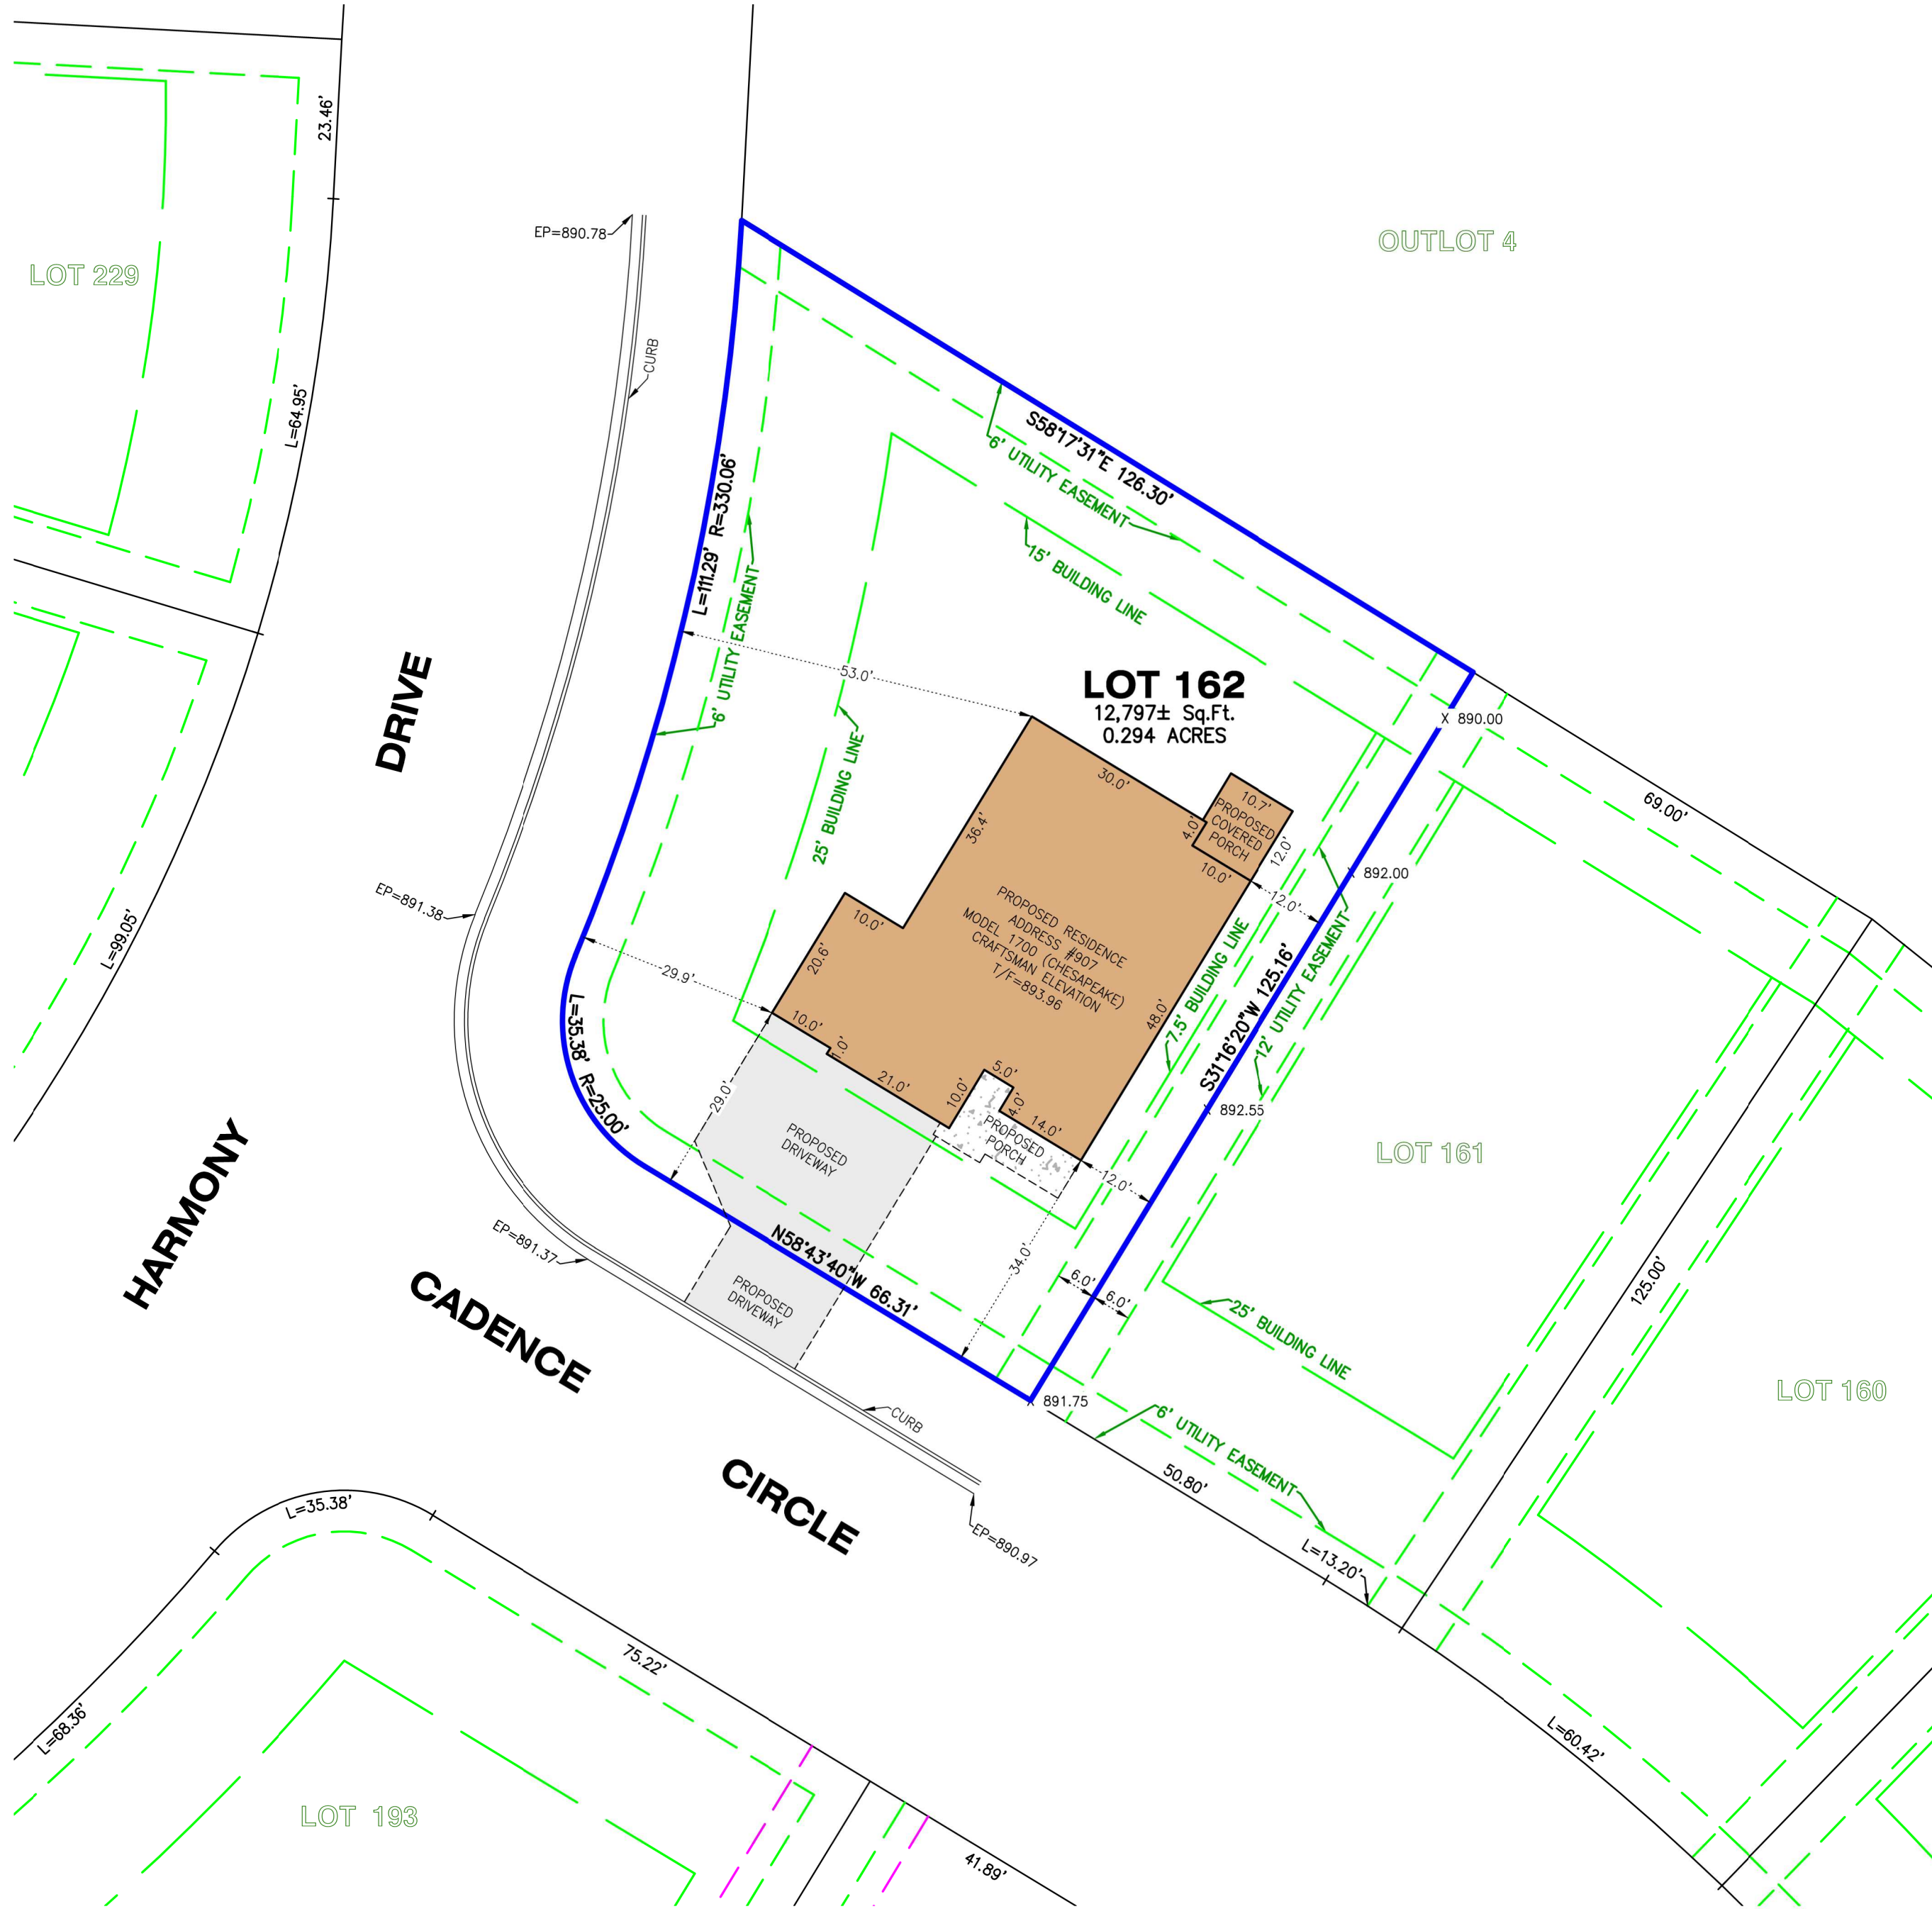 23.46'
EP=890.78
OUTLOT 4
LOT 229
CURB
L=64.95'
S58°17'31"E 126.30'
6' UTILITY EASEMENT
15' BUILDING LINE
L=111.29' R=330.06'
6' UTILITY EASEMENT
53.0'
LOT 162
12,797± Sq.Ft.
0.294 ACRES
X 890.00
DRIVE
25' BUILDING LINE
30.0'
10.7'
PROPOSED
COVERED
PORCH
4.0'
12.0'
10.0'
69.00'
36.4'
X 892.00
12.0'
EP=891.38
L=99.05'
10.0'
20.6'
PROPOSED RESIDENCE
ADDRESS #907
MODEL 1700 (CHESAPEAKE)
CRAFTSMAN ELEVATION
T/F=893.96
29.9'
48.0'
7.5' BUILDING LINE
S31°16'20"W 125.16'
12' UTILITY EASEMENT
L=35.38' R=25.00'
10.0'
1.0'
21.0'
29.0'
10.0'
5.0'
4.0'
14.0'
PROPOSED
PORCH
PROPOSED
DRIVEWAY
X 892.55
LOT 161
12.0'
HARMONY
EP=891.37
N58°43'40"W 66.31'
34.0'
6.0'
6.0'
PROPOSED
DRIVEWAY
25' BUILDING LINE
125.00'
CADENCE
CURB
X 891.75
LOT 160
6' UTILITY EASEMENT
50.80'
CIRCLE
L=35.38'
EP=890.97
L=13.20'
75.22'
L=68.36'
L=60.42'
LOT 193
41.89'